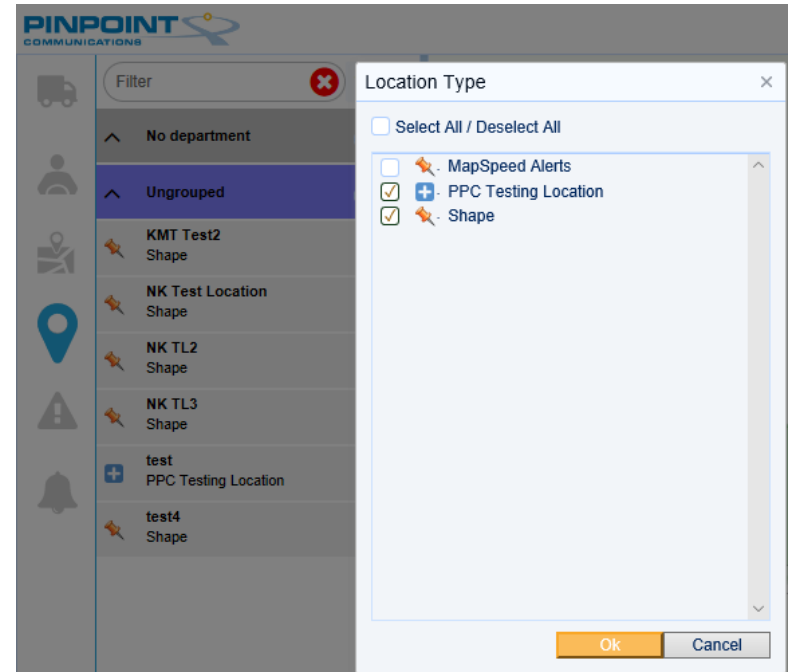 PINPOINT
COMMUNICATIONS
Filter
No department
Ungrouped
KMT Test2
Shape
NK Test Location
Shape
NK TL2
Shape
NK TL3
Shape
test
PPC Testing Location
test4
Shape
Location Type
Select All / Deselect All
MapSpeed Alerts
PPC Testing Location
Shape
Ok
Cancel